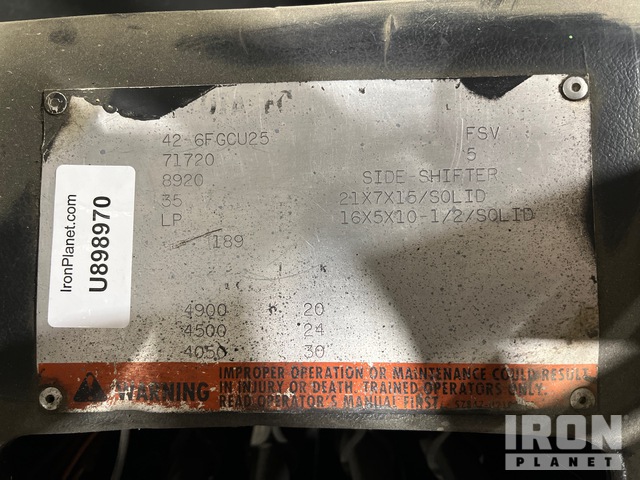 42-6FGCU25 FSV
71720 5
8920 SIDE-SHIFTER
35 21X7X15/SOLID
LP 16X5X10-1/2/SOLID
189
4900 20
4500 24
4050 30
WARNING
IMPROPER OPERATION OR MAINTENANCE COULD RESULT
IN INJURY OR DEATH. TRAINED OPERATORS ONLY.
READ OPERATOR'S MANUAL FIRST.
IronPlanet.com
U898970
IRON
PLANET